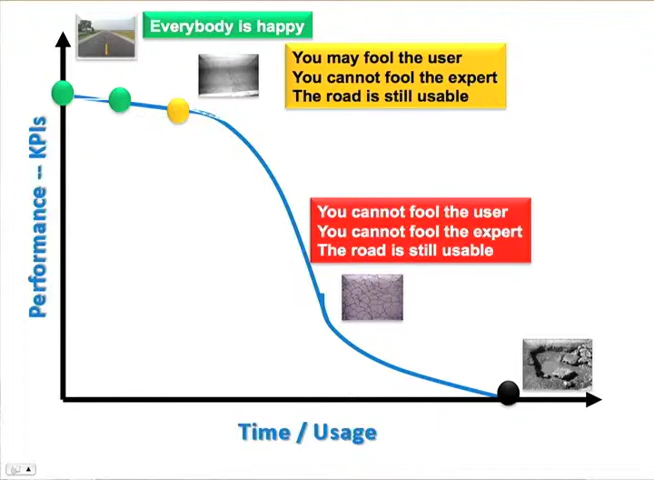 Everybody is happy
You may fool the user
You cannot fool the expert
The road is still usable
Performance -- KPIs
You cannot fool the user
You cannot fool the expert
The road is still usable
Time / Usage